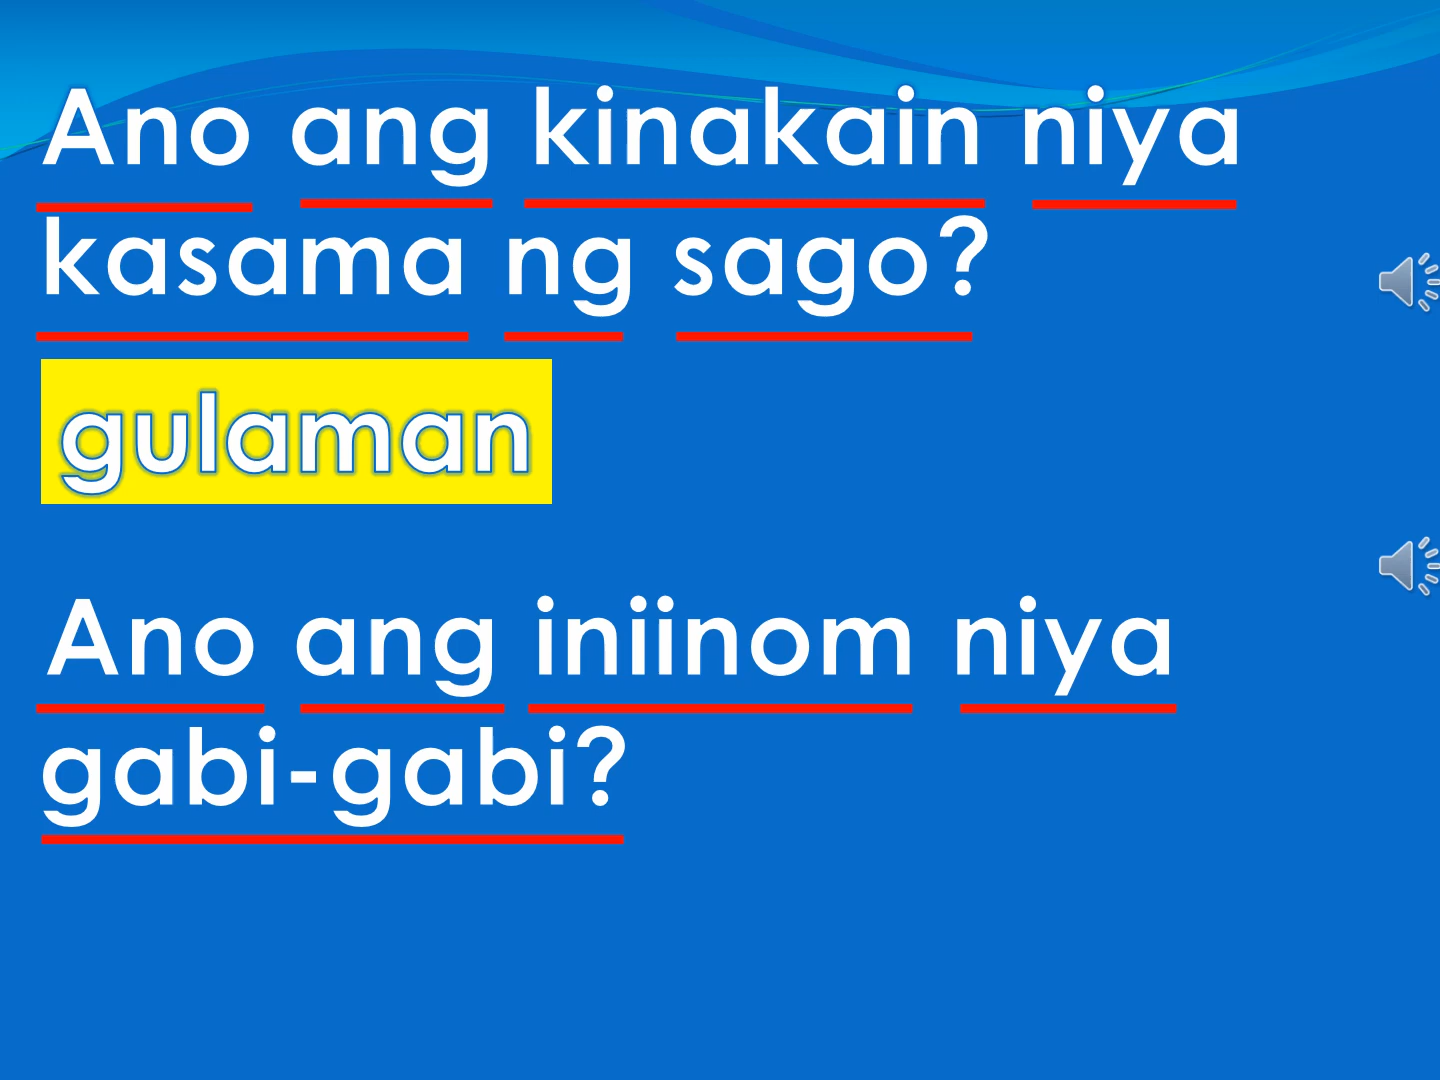 Ano ang kinakain niya
kasama ng sago?
gulaman
Ano ang iniinom niya
gabi-gabi?